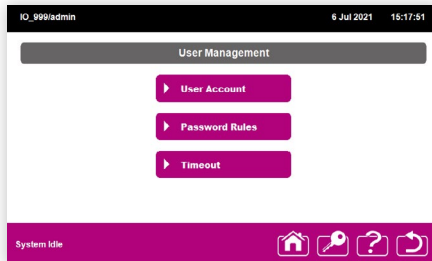 IO_999/admin 6 Jul 2021 15:17:51
User Management
User Account
Password Rules
Timeout
System Idle